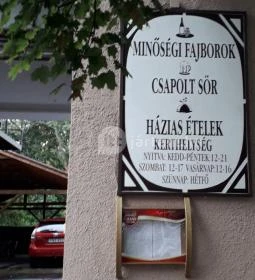 MINŐSÉGI FAJBOROK
CSAPOLT SÖR
HÁZIAS ÉTELEK
KERTHELYSÉG
NYITVA: KEDD-PÉNTEK: 12-21
SZOMBAT: 12-17 VASÁRNAP: 12-16
SZÜNNAP: HÉTFŐ